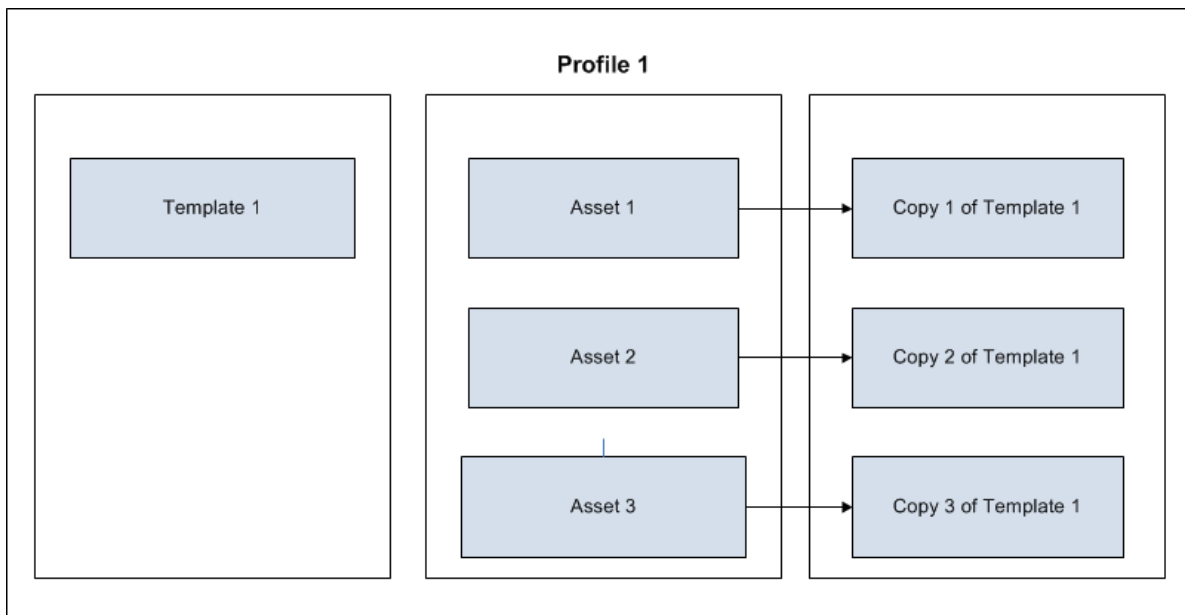 Profile 1
Template 1
Asset 1
Copy 1 of Template 1
Asset 2
Copy 2 of Template 1
Asset 3
Copy 3 of Template 1